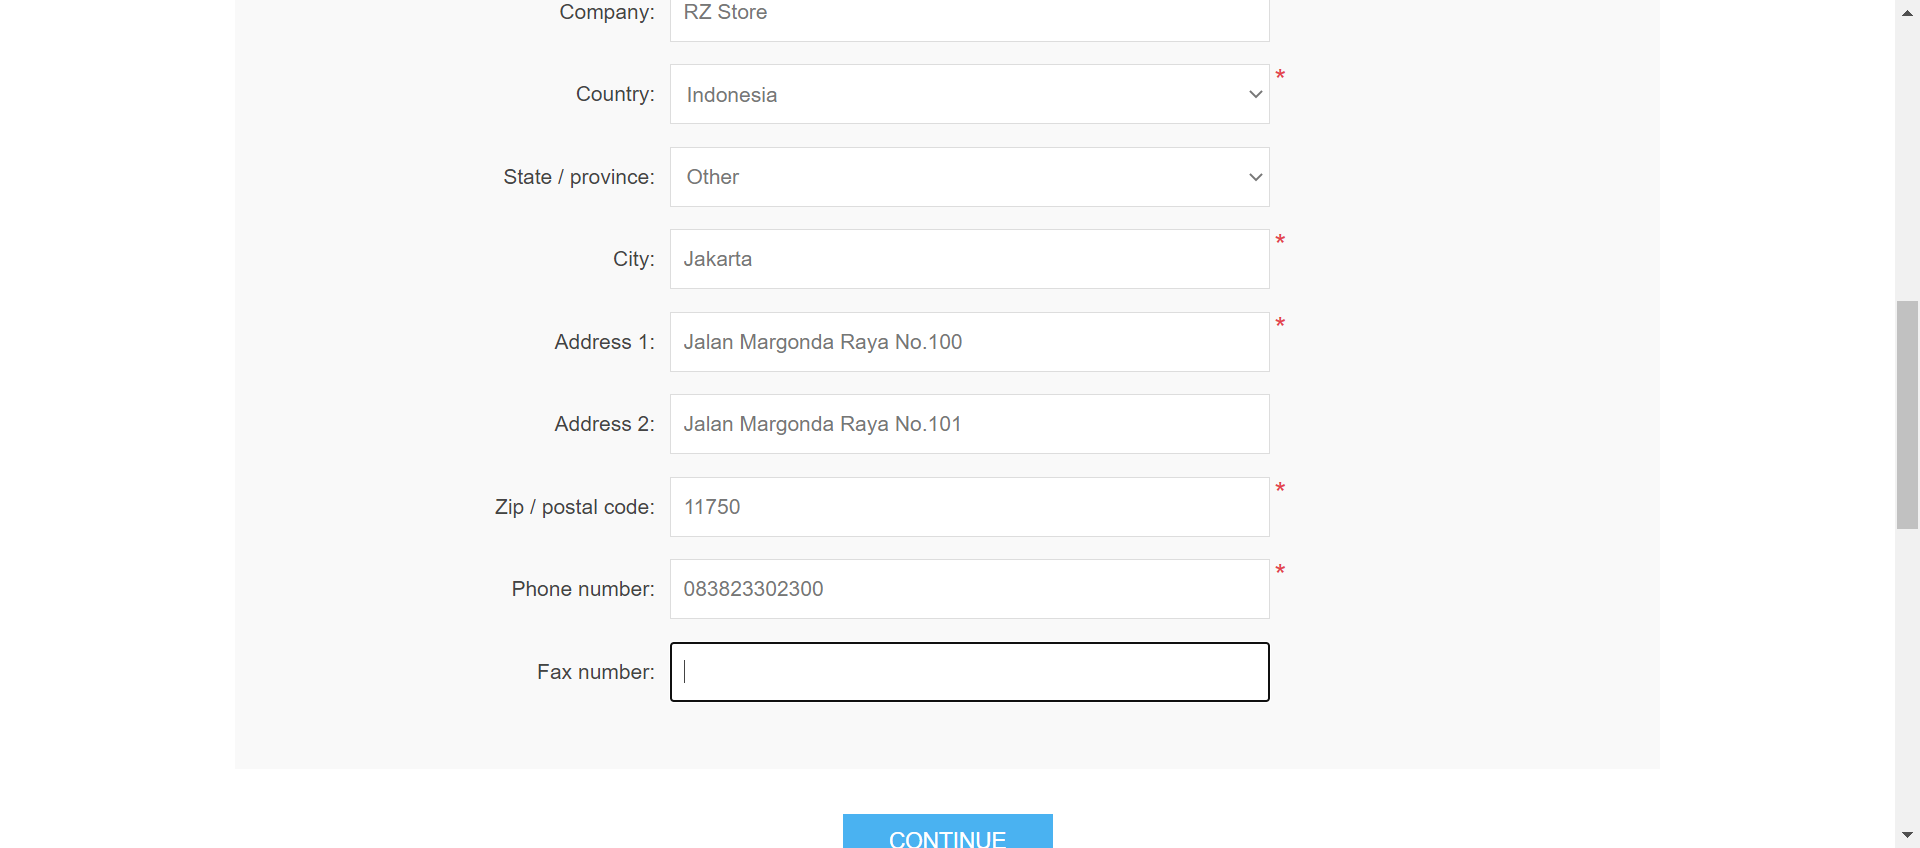 Company: RZ Store
Country: Indonesia *
State / province: Other
City: Jakarta *
Address 1: Jalan Margonda Raya No.100 *
Address 2: Jalan Margonda Raya No.101
Zip / postal code: 11750 *
Phone number: 083823302300 *
Fax number:
CONTINUE